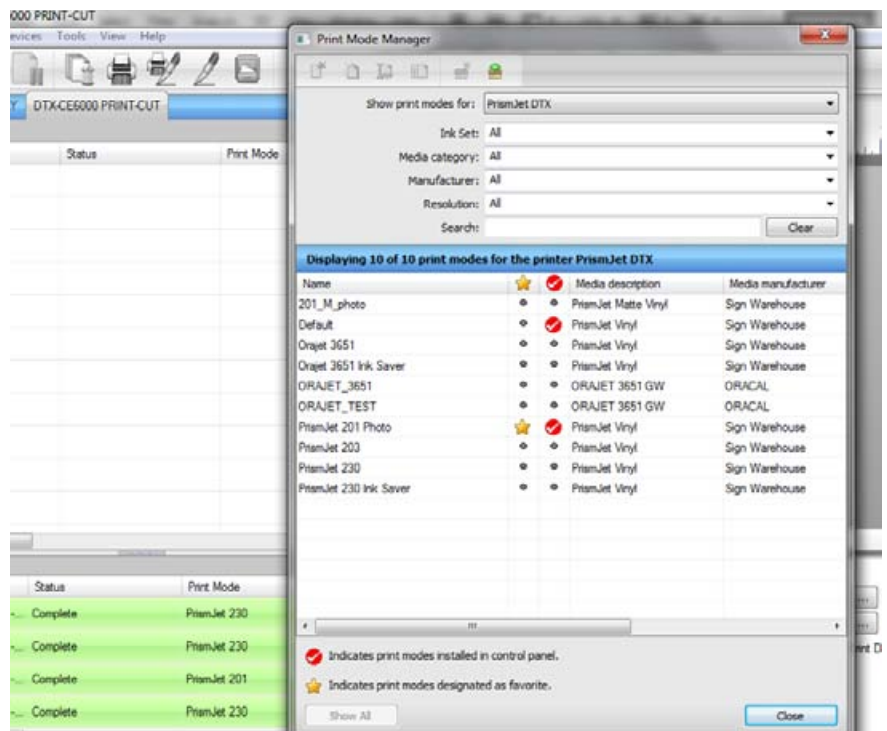 000 PRINT-CUT
evices Tools View Help
DTX-CE6000 PRINT-CUT
Status Print Mode
Status Print Mode
Complete PrismJet 230
Complete PrismJet 230
Complete PrismJet 201
Complete PrismJet 230
Print Mode Manager
Show print modes for: PrismJet DTX
Ink Set: All
Media category: All
Manufacturer: All
Resolution: All
Search: Clear
Displaying 10 of 10 print modes for the printer PrismJet DTX
Name Media description Media manufacturer
201_M_photo PrismJet Matte Vinyl Sign Warehouse
Default PrismJet Vinyl Sign Warehouse
Orajet 3651 PrismJet Vinyl Sign Warehouse
Orajet 3651 Ink Saver PrismJet Vinyl Sign Warehouse
ORAJET_3651 ORAJET 3651 GW ORACAL
ORAJET_TEST ORAJET 3651 GW ORACAL
PrismJet 201 Photo PrismJet Vinyl Sign Warehouse
PrismJet 203 PrismJet Vinyl Sign Warehouse
PrismJet 230 PrismJet Vinyl Sign Warehouse
PrismJet 230 Ink Saver PrismJet Vinyl Sign Warehouse
Indicates print modes installed in control panel.
Indicates print modes designated as favorite.
Show All Close